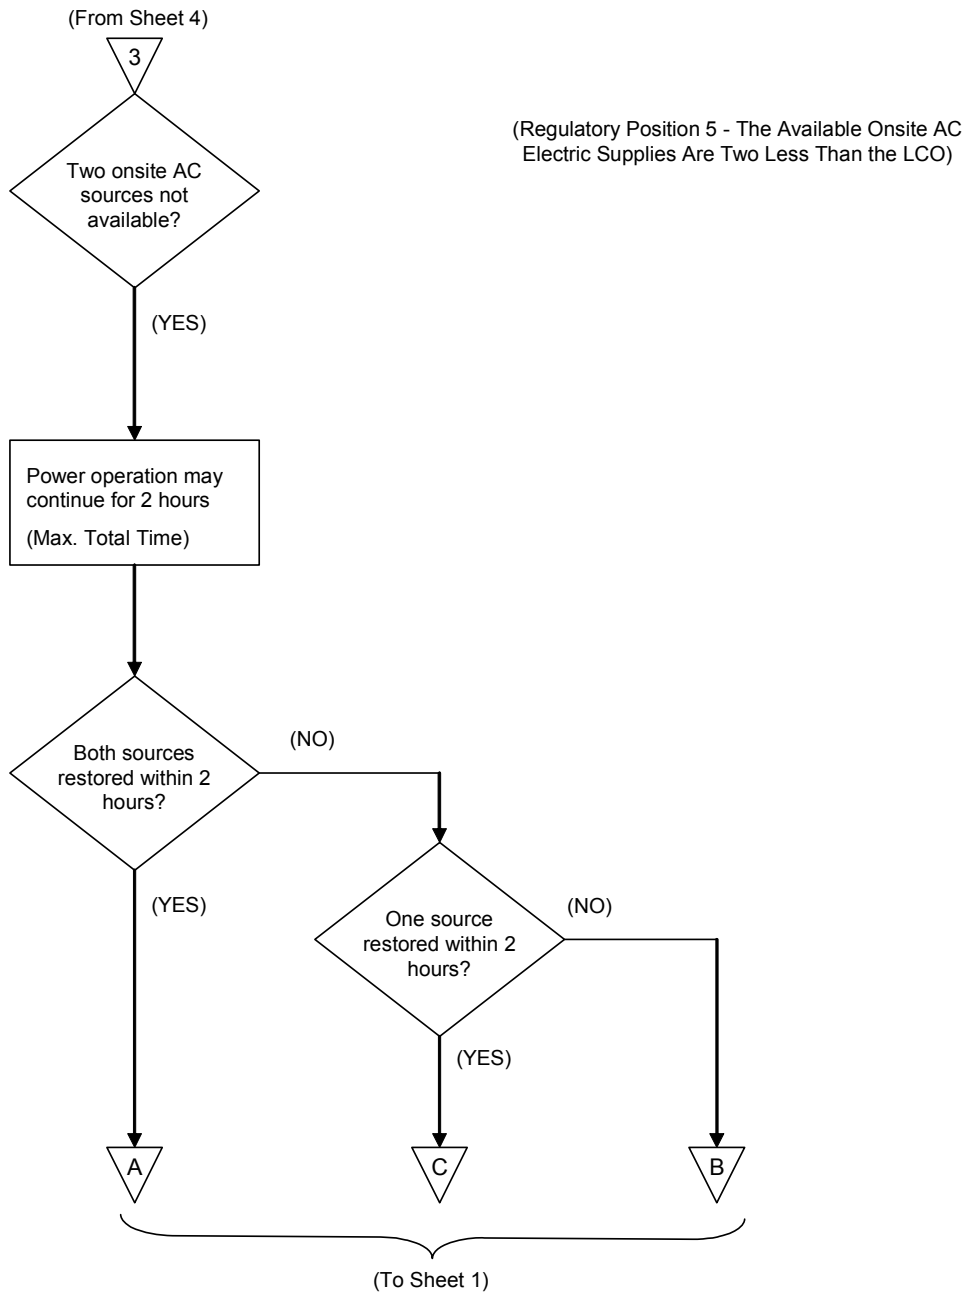 (From Sheet 4)
3
(Regulatory Position 5 - The Available Onsite AC
Electric Supplies Are Two Less Than the LCO)
Two onsite AC
sources not
available?
(YES)
Power operation may
continue for 2 hours
(Max. Total Time)
Both sources
restored within 2
hours?
(NO)
(YES)
One source
restored within 2
hours?
(NO)
(YES)
A
C
B
(To Sheet 1)